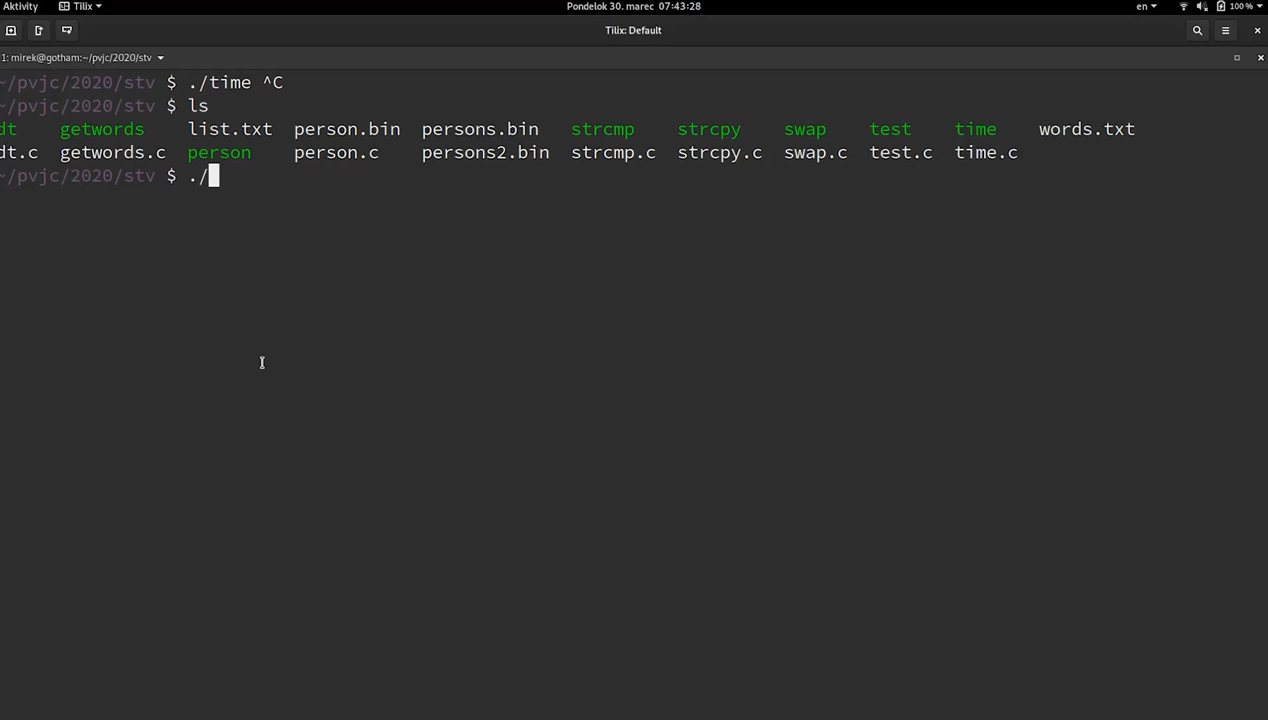 Aktivity Tilix Pondelok 30. marec 07:43:28 en 100 %
Tilix: Default
1: mirek@gotham:~/pvjc/2020/stv
~/pvjc/2020/stv $ ./time ^C
~/pvjc/2020/stv $ ls
dt getwords list.txt person.bin persons.bin strcmp strcpy swap test time words.txt
dt.c getwords.c person person.c persons2.bin strcmp.c strcpy.c swap.c test.c time.c
~/pvjc/2020/stv $ ./